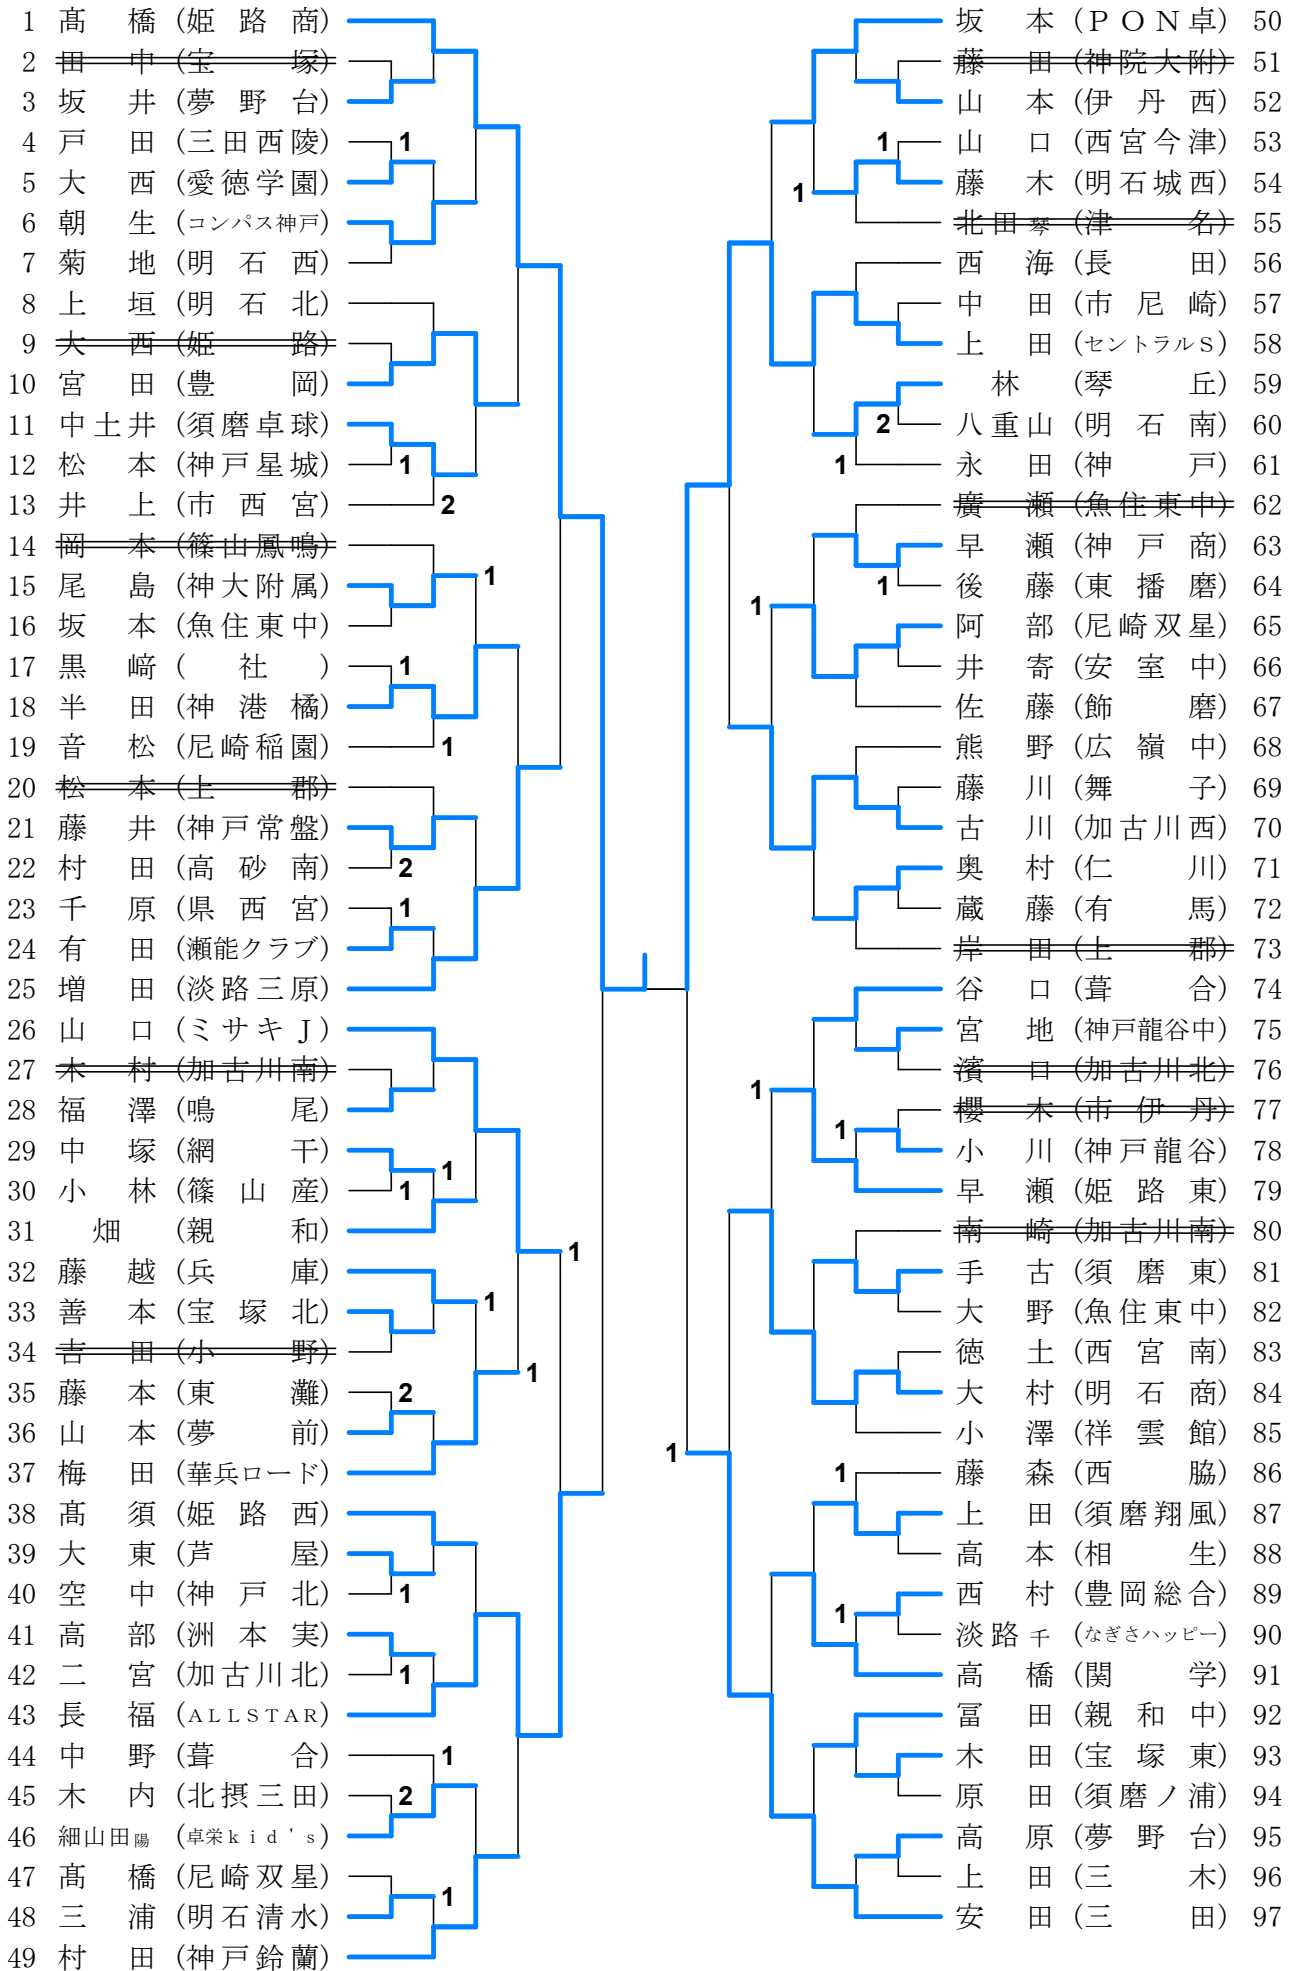 1 髙橋 (姫路商)
2 田中 (宝塚)
3 坂井 (夢野台)
4 戸田 (三田西陵) 1
5 大西 (愛徳学園)
6 朝生 (コンパス神戸)
7 菊地 (明石西)
8 上垣 (明石北)
9 大西 (姫路)
10 宮田 (豊岡)
11 中土井 (須磨卓球)
12 松本 (神戸星城) 1
13 井上 (市西宮) 2
14 岡本 (篠山鳳鳴)
1
15 尾島 (神大附属)
16 坂本 (魚住東中)
17 黒﨑 (社) 1
18 半田 (神港橘)
19 音松 (尼崎稲園) 1
20 松本 (上郡)
21 藤井 (神戸常盤)
22 村田 (高砂南) 2
23 千原 (県西宮) 1
24 有田 (瀬能クラブ)
25 増田 (淡路三原)
26 山口 (ミサキJ)
27 木村 (加古川南)
28 福澤 (鳴尾)
29 中塚 (網干) 1
30 小林 (篠山産) 1
31 畑 (親和)
1
32 藤越 (兵庫) 1
33 善本 (宝塚北)
34 吉田 (小野)
1
35 藤本 (東灘) 2
36 山本 (夢前)
37 梅田 (華兵ロード)
38 髙須 (姫路西)
39 大東 (芦屋)
40 空中 (神戸北) 1
41 高部 (洲本実)
42 二宮 (加古川北) 1
43 長福 (ALLSTAR)
44 中野 (葺合) 1
45 木内 (北摂三田) 2
46 細山田陽 (卓栄kid's)
47 髙橋 (尼崎双星)
48 三浦 (明石清水) 1
49 村田 (神戸鈴蘭)
坂本 (PON卓) 50
藤田 (神院大附) 51
山本 (伊丹西) 52
1 山口 (西宮今津) 53
1 藤木 (明石城西) 54
北田琴 (津名) 55
西海 (長田) 56
中田 (市尼崎) 57
上田 (セントラルS) 58
林 (琴丘) 59
2 八重山 (明石南) 60
1 永田 (神戸) 61
廣瀬 (魚住東中) 62
早瀬 (神戸商) 63
1 後藤 (東播磨) 64
1
阿部 (尼崎双星) 65
井寄 (安室中) 66
佐藤 (飾磨) 67
熊野 (広嶺中) 68
藤川 (舞子) 69
古川 (加古川西) 70
奥村 (仁川) 71
蔵藤 (有馬) 72
岸田 (上郡) 73
谷口 (葺合) 74
宮地 (神戸龍谷中) 75
濱口 (加古川北) 76
1
櫻木 (市伊丹) 77
1
小川 (神戸龍谷) 78
早瀬 (姫路東) 79
南崎 (加古川南) 80
手古 (須磨東) 81
大野 (魚住東中) 82
徳土 (西宮南) 83
大村 (明石商) 84
小澤 (祥雲館) 85
1
1 藤森 (西脇) 86
上田 (須磨翔風) 87
高本 (相生) 88
西村 (豊岡総合) 89
1
淡路千 (なぎさハッピー) 90
高橋 (関学) 91
冨田 (親和中) 92
木田 (宝塚東) 93
原田 (須磨ノ浦) 94
高原 (夢野台) 95
上田 (三木) 96
安田 (三田) 97